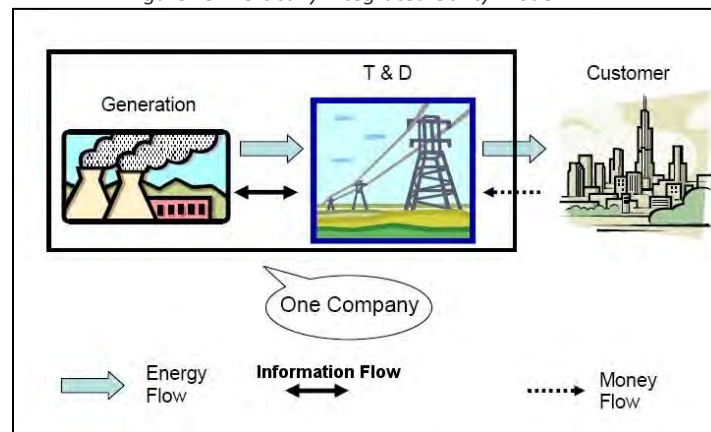 T & D
Customer
Generation
One Company
Energy
Flow
Information Flow
Money
Flow